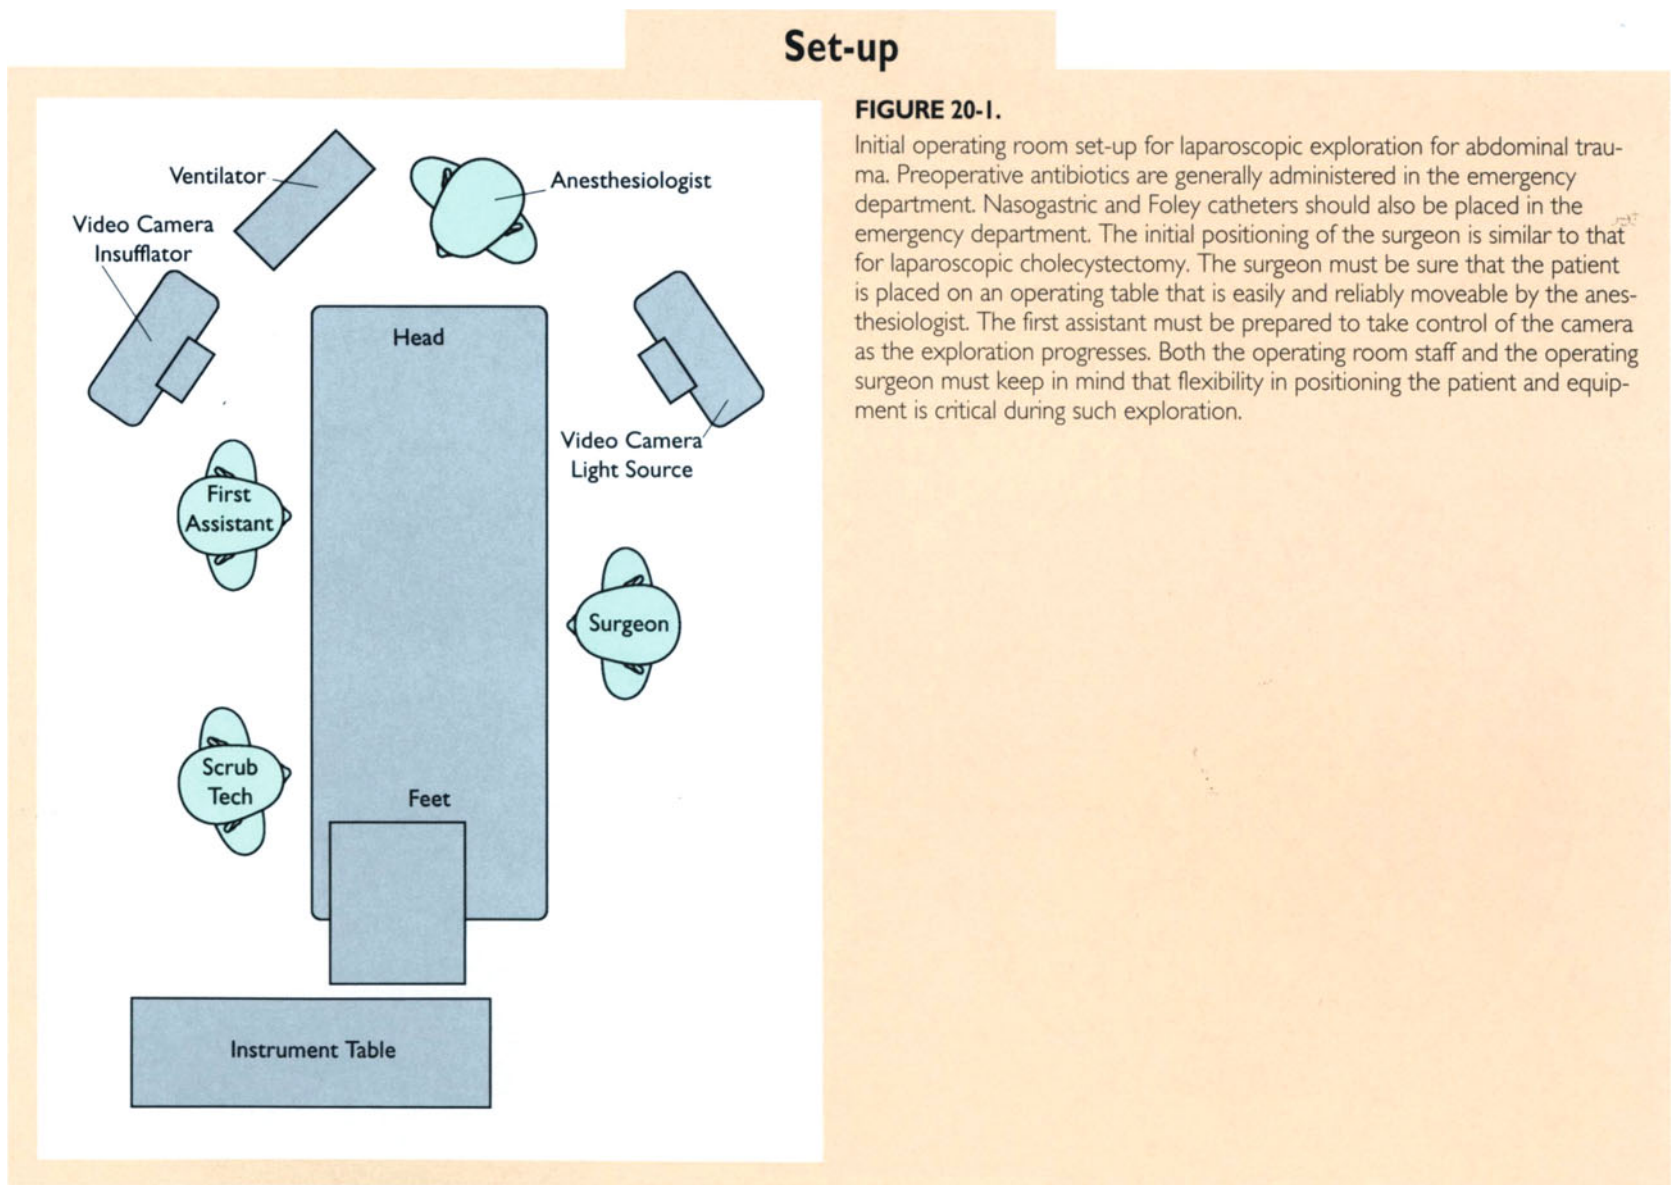 Set-up
Ventilator
Anesthesiologist
Video Camera
Insufflator
Head
Video Camera
Light Source
First
Assistant
Surgeon
Scrub
Tech
Feet
Instrument Table
FIGURE 20-1.
Initial operating room set-up for laparoscopic exploration for abdominal trau-
ma. Preoperative antibiotics are generally administered in the emergency
department. Nasogastric and Foley catheters should also be placed in the
emergency department. The initial positioning of the surgeon is similar to that
for laparoscopic cholecystectomy. The surgeon must be sure that the patient
is placed on an operating table that is easily and reliably moveable by the anes-
thesiologist. The first assistant must be prepared to take control of the camera
as the exploration progresses. Both the operating room staff and the operating
surgeon must keep in mind that flexibility in positioning the patient and equip-
ment is critical during such exploration.